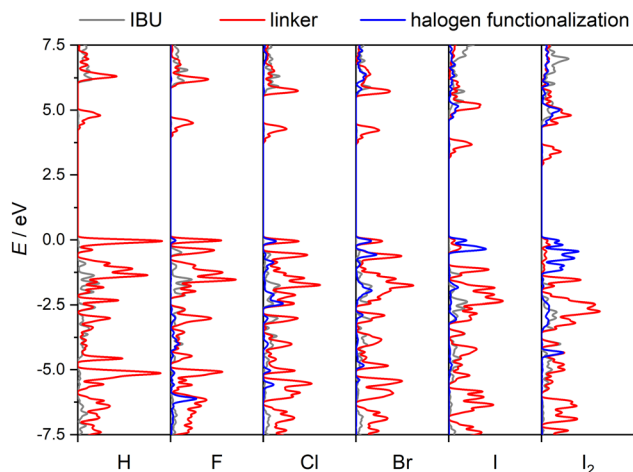 IBU linker halogen functionalization
7.5
5.0
2.5
0.0
-2.5
-5.0
-7.5
E / eV
H F Cl Br I I₂